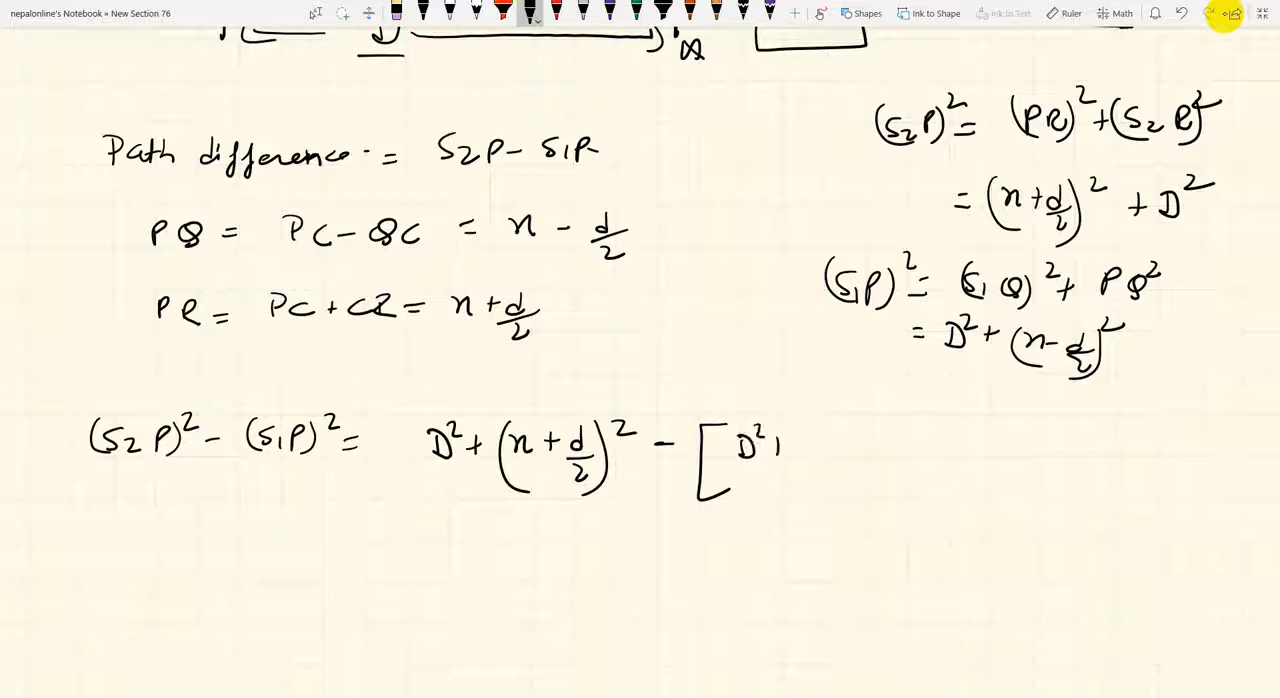 nepalonline's Notebook » New Section 76
Shapes Ink to Shape Ink to Text Ruler Math
D
Path difference = S2P - S1P
PQ = PC - QC = n - d/2
PR = PC + CR = n + d/2
(S2P)² = (PR)² + (S2R)²
= (n + d/2)² + D²
(S1P)² = (S1Q)² + PQ²
= D² + (n - d/2)²
(S2P)² - (S1P)² = D² + (n + d/2)² - [D²